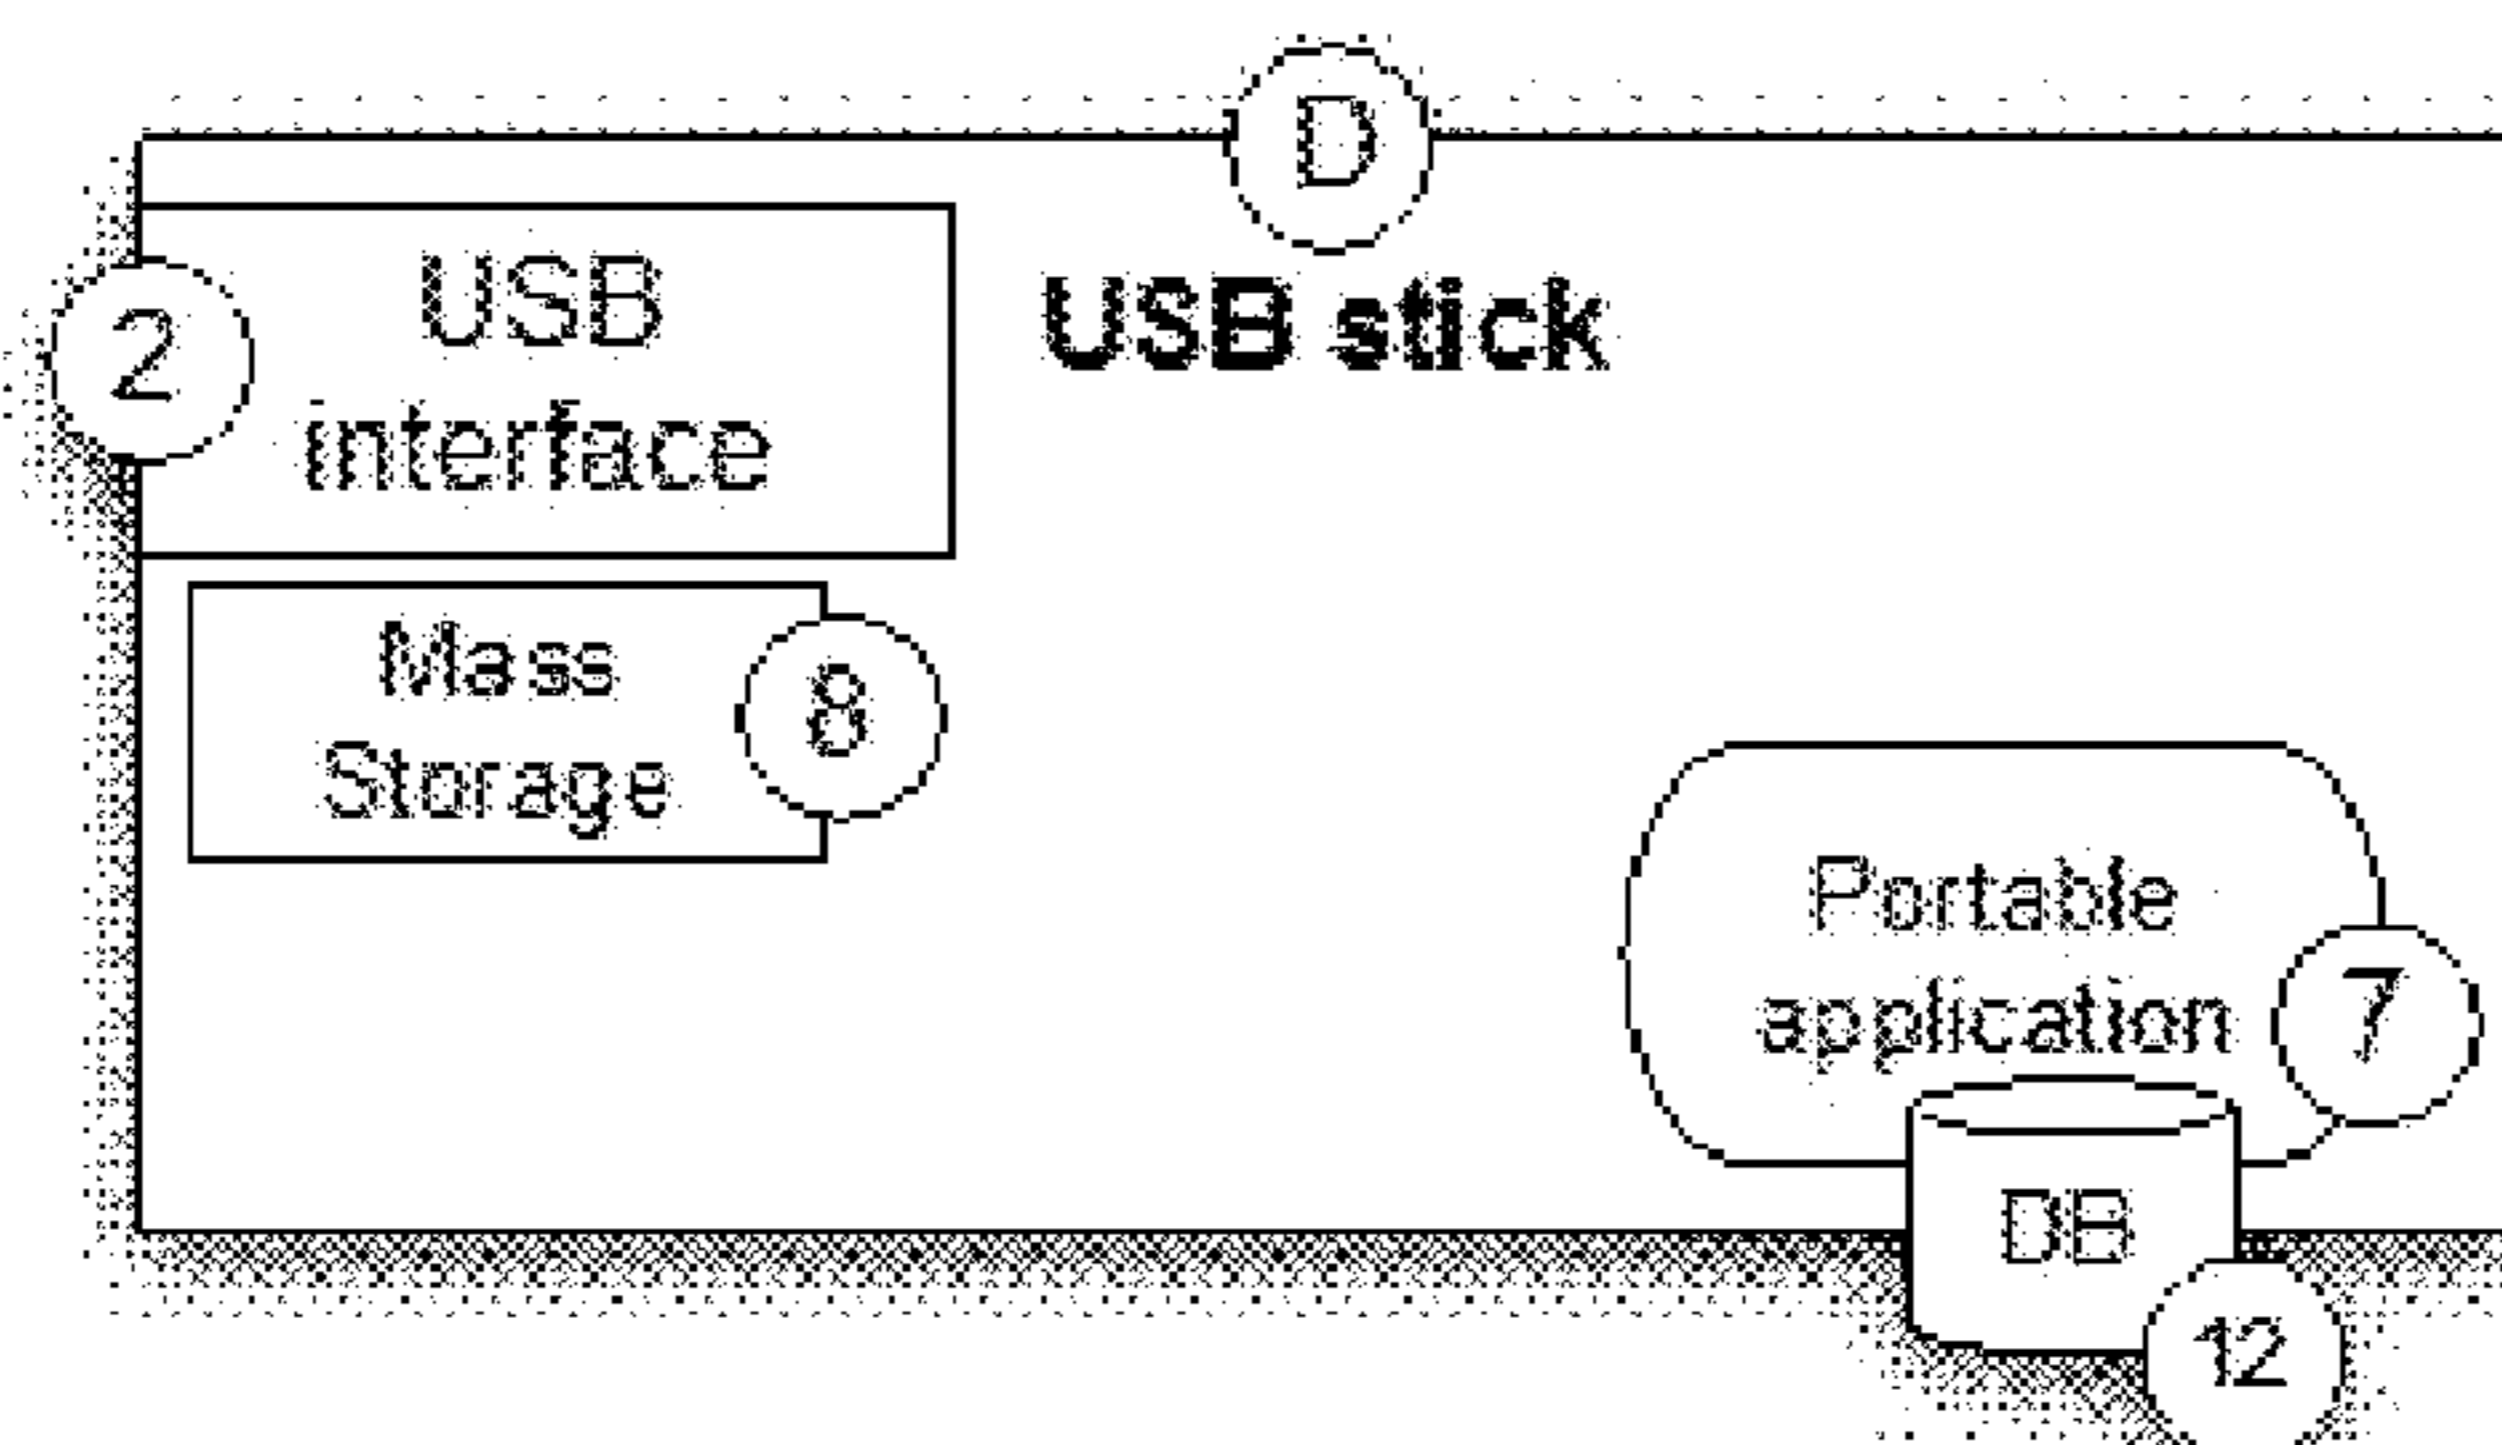 D
USB stick
2
USB
interface
Mass
Storage
8
Portable
application
7
DB
12